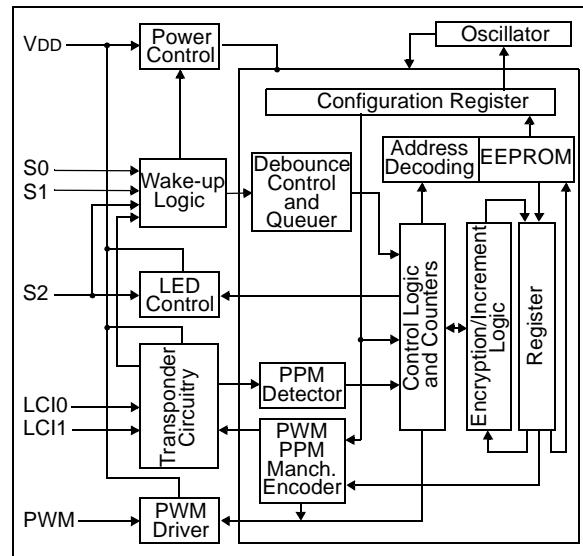 VDD
Power
Control
Oscillator
Configuration Register
Address
Decoding
EEPROM
S0
S1
Wake-up
Logic
Debounce
Control
and
Queuer
S2
LED
Control
Control Logic
and Counters
Encryption/Increment
Logic
Register
LCI0
LCI1
Transponder
Circuitry
PPM
Detector
PWM
PPM
Manch.
Encoder
PWM
PWM
Driver